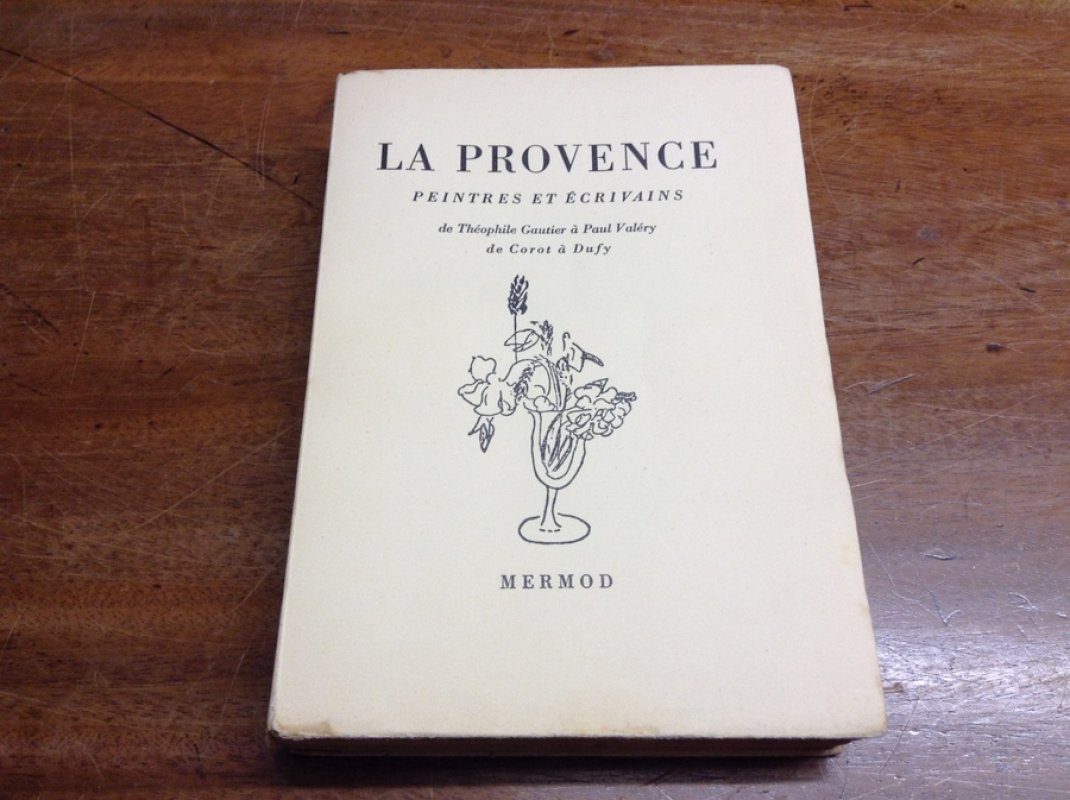 LA PROVENCE
PEINTRES ET ÉCRIVAINS
de Théophile Gautier à Paul Valéry
de Corot à Dufy
MERMOD